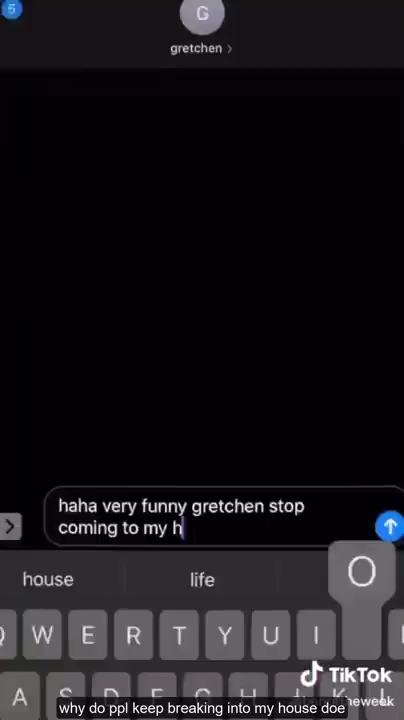 5
G
gretchen >
haha very funny gretchen stop
coming to my h
house life
O
Q W E R T Y U I
TikTok
A S D F G H K L
why do ppl keep breaking into my house doe